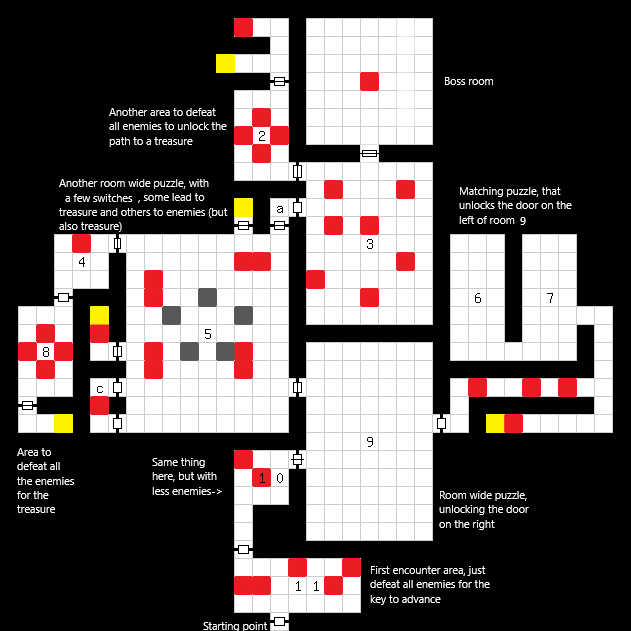 Boss room
Another area to defeat
all enemies to unlock the
path to a treasure
2
Another room wide puzzle, with
a few switches , some lead to
treasure and others to enemies (but
also treasure)
a
Matching puzzle, that
unlocks the door on the
left of room 9
3
4
6
7
5
8
c
9
Area to
defeat all
the enemies
for the
treasure
Same thing
here, but with
less enemies->
1 0
Room wide puzzle,
unlocking the door
on the right
First encounter area, just
defeat all enemies for the
key to advance
1 1
Starting point